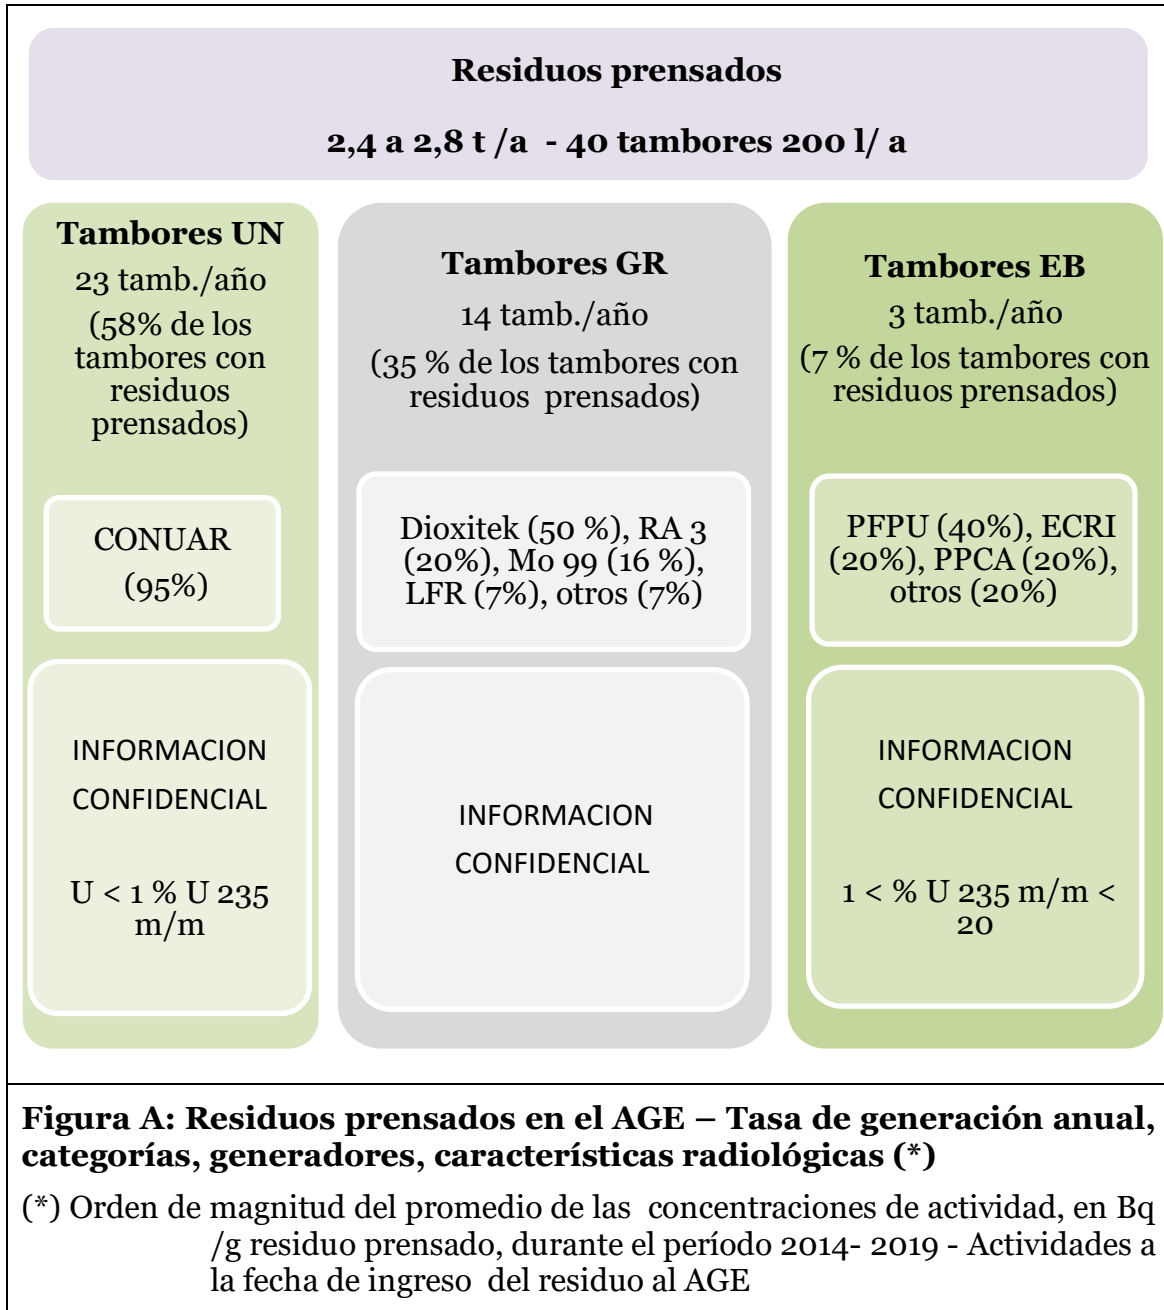 Residuos prensados
2,4 a 2,8 t /a - 40 tambores 200 l/ a
Tambores UN
23 tamb./año
(58% de los
tambores con
residuos
prensados)
CONUAR
(95%)
INFORMACION
CONFIDENCIAL
U < 1 % U 235
m/m
Tambores GR
14 tamb./año
(35 % de los tambores con
residuos prensados)
Dioxitek (50 %), RA 3
(20%), Mo 99 (16 %),
LFR (7%), otros (7%)
INFORMACION
CONFIDENCIAL
Tambores EB
3 tamb./año
(7 % de los tambores con
residuos prensados)
PFPU (40%), ECRI
(20%), PPCA (20%),
otros (20%)
INFORMACION
CONFIDENCIAL
1 < % U 235 m/m <
20
Figura A: Residuos prensados en el AGE – Tasa de generación anual,
categorías, generadores, características radiológicas (*)
(*) Orden de magnitud del promedio de las concentraciones de actividad, en Bq
/g residuo prensado, durante el período 2014- 2019 - Actividades a
la fecha de ingreso del residuo al AGE